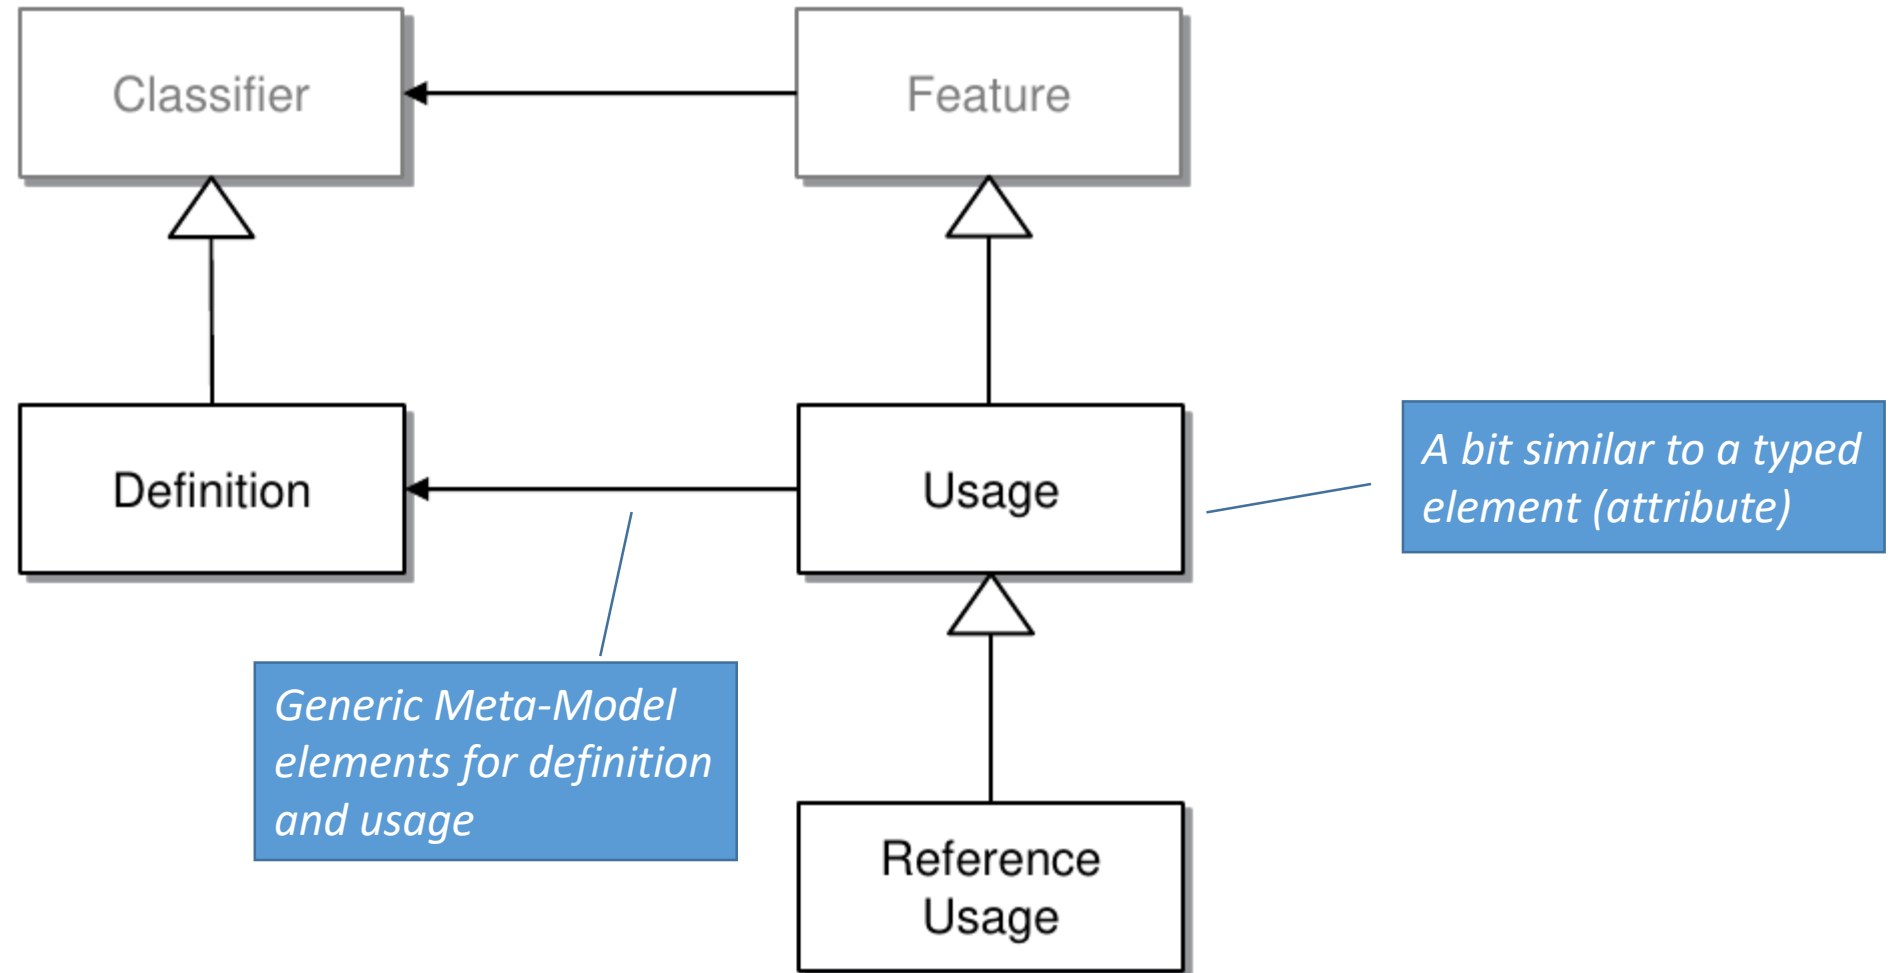 Classifier
Feature
Definition
Usage
A bit similar to a typed
element (attribute)
Generic Meta-Model
elements for definition
and usage
Reference
Usage